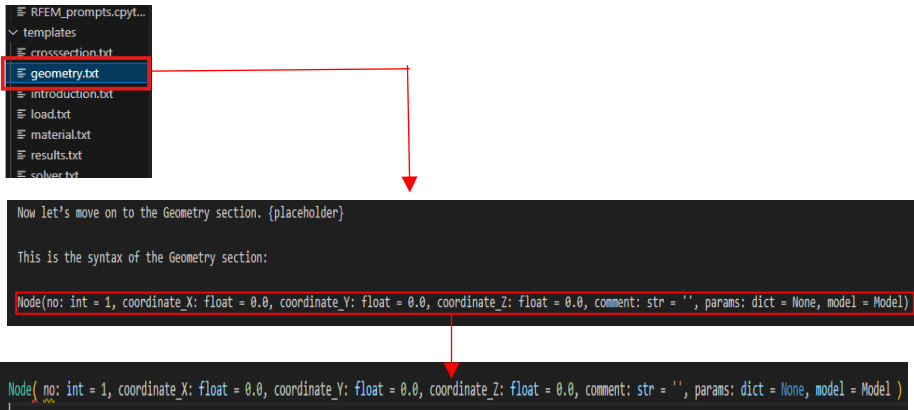 RFEM_prompts.cpyt...
templates
crosssection.txt
geometry.txt
introduction.txt
load.txt
material.txt
results.txt
solver.txt
Now let’s move on to the Geometry section. {placeholder}
This is the syntax of the Geometry section:
Node(no: int = 1, coordinate_X: float = 0.0, coordinate_Y: float = 0.0, coordinate_Z: float = 0.0, comment: str = '', params: dict = None, model = Model)
Node( no: int = 1, coordinate_X: float = 0.0, coordinate_Y: float = 0.0, coordinate_Z: float = 0.0, comment: str = '', params: dict = None, model = Model )